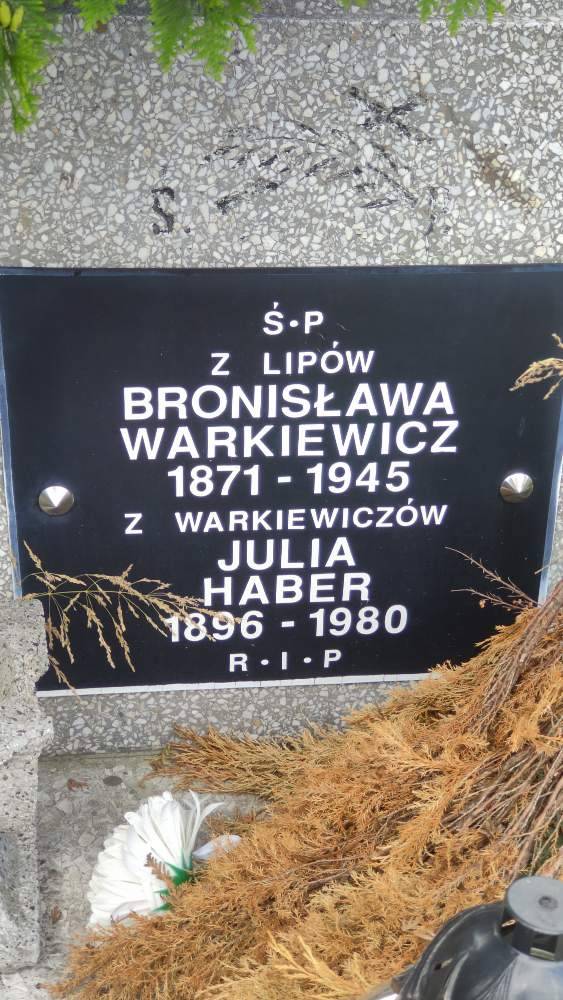 Ś•P
Z LIPÓW
BRONISŁAWA
WARKIEWICZ
1871 - 1945
Z WARKIEWICZÓW
JULIA
HABER
1896 - 1980
R•I•P